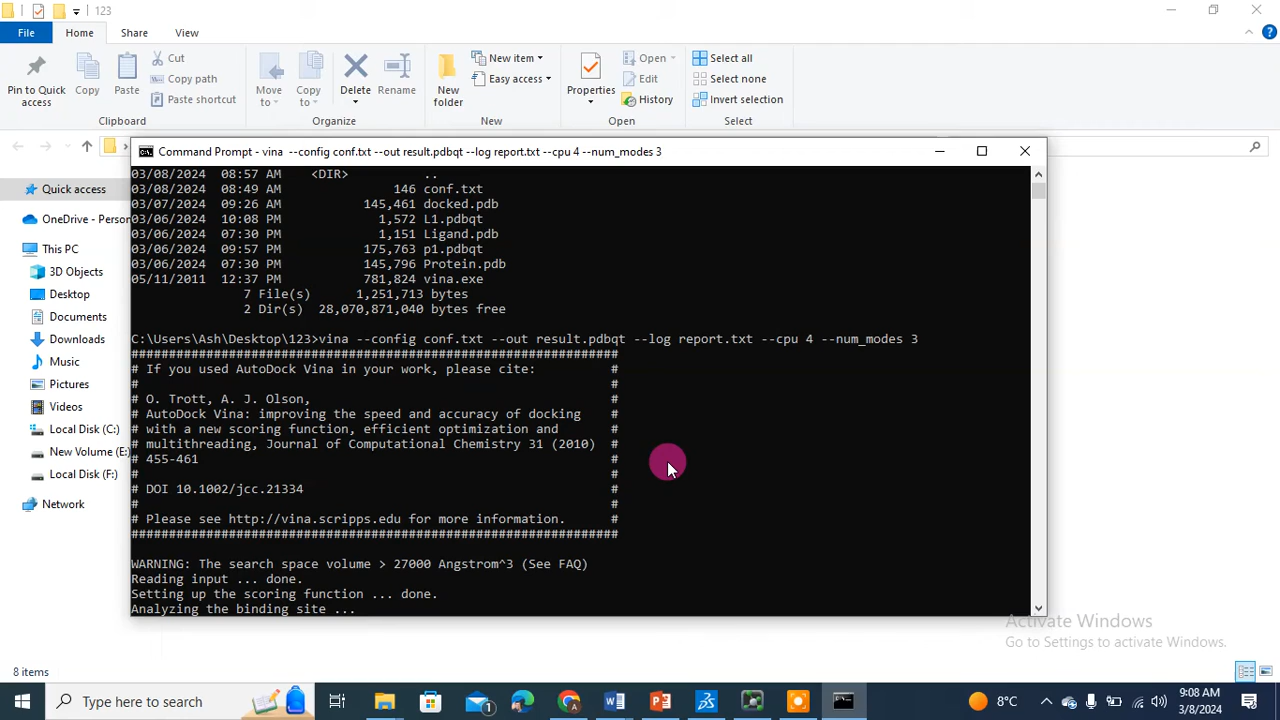 123
File
Home
Share
View
Pin to Quick access
Copy
Paste
Cut
Copy path
Paste shortcut
Clipboard
Move to
Copy to
Delete
Rename
Organize
New folder
New item
Easy access
New
Properties
Open
Edit
History
Open
Select all
Select none
Invert selection
Select
Command Prompt - vina --config conf.txt --out result.pdbqt --log report.txt --cpu 4 --num_modes 3
03/08/2024 08:57 AM <DIR> ..
03/08/2024 08:49 AM 146 conf.txt
03/07/2024 09:26 AM 145,461 docked.pdb
03/06/2024 10:08 PM 1,572 L1.pdbqt
03/06/2024 07:30 PM 1,151 Ligand.pdb
03/06/2024 09:57 PM 175,763 p1.pdbqt
03/06/2024 07:30 PM 145,796 Protein.pdb
05/11/2011 12:37 PM 781,824 vina.exe
7 File(s) 1,251,713 bytes
2 Dir(s) 28,070,871,040 bytes free
C:\Users\Ash\Desktop\123>vina --config conf.txt --out result.pdbqt --log report.txt --cpu 4 --num_modes 3
#################################################################
# If you used AutoDock Vina in your work, please cite: #
# #
# O. Trott, A. J. Olson, #
# AutoDock Vina: improving the speed and accuracy of docking #
# with a new scoring function, efficient optimization and #
# multithreading, Journal of Computational Chemistry 31 (2010) #
# 455-461 #
# #
# DOI 10.1002/jcc.21334 #
# #
# Please see http://vina.scripps.edu for more information. #
#################################################################
WARNING: The search space volume > 27000 Angstrom^3 (See FAQ)
Reading input ... done.
Setting up the scoring function ... done.
Analyzing the binding site ...
Quick access
OneDrive - Person
This PC
3D Objects
Desktop
Documents
Downloads
Music
Pictures
Videos
Local Disk (C:)
New Volume (E:
Local Disk (F:)
Network
Activate Windows
Go to Settings to activate Windows.
8 items
Type here to search
1
8°C
9:08 AM
3/8/2024